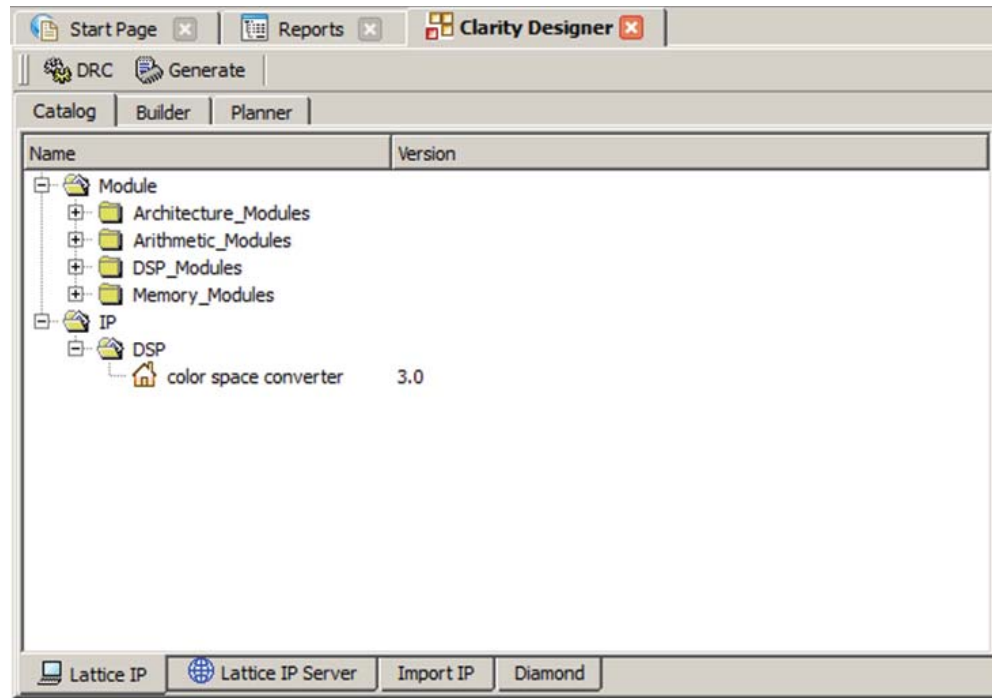 Start Page Reports Clarity Designer
DRC Generate
Catalog Builder Planner
Name Version
Module
Architecture_Modules
Arithmetic_Modules
DSP_Modules
Memory_Modules
IP
DSP
color space converter 3.0
Lattice IP Lattice IP Server Import IP Diamond